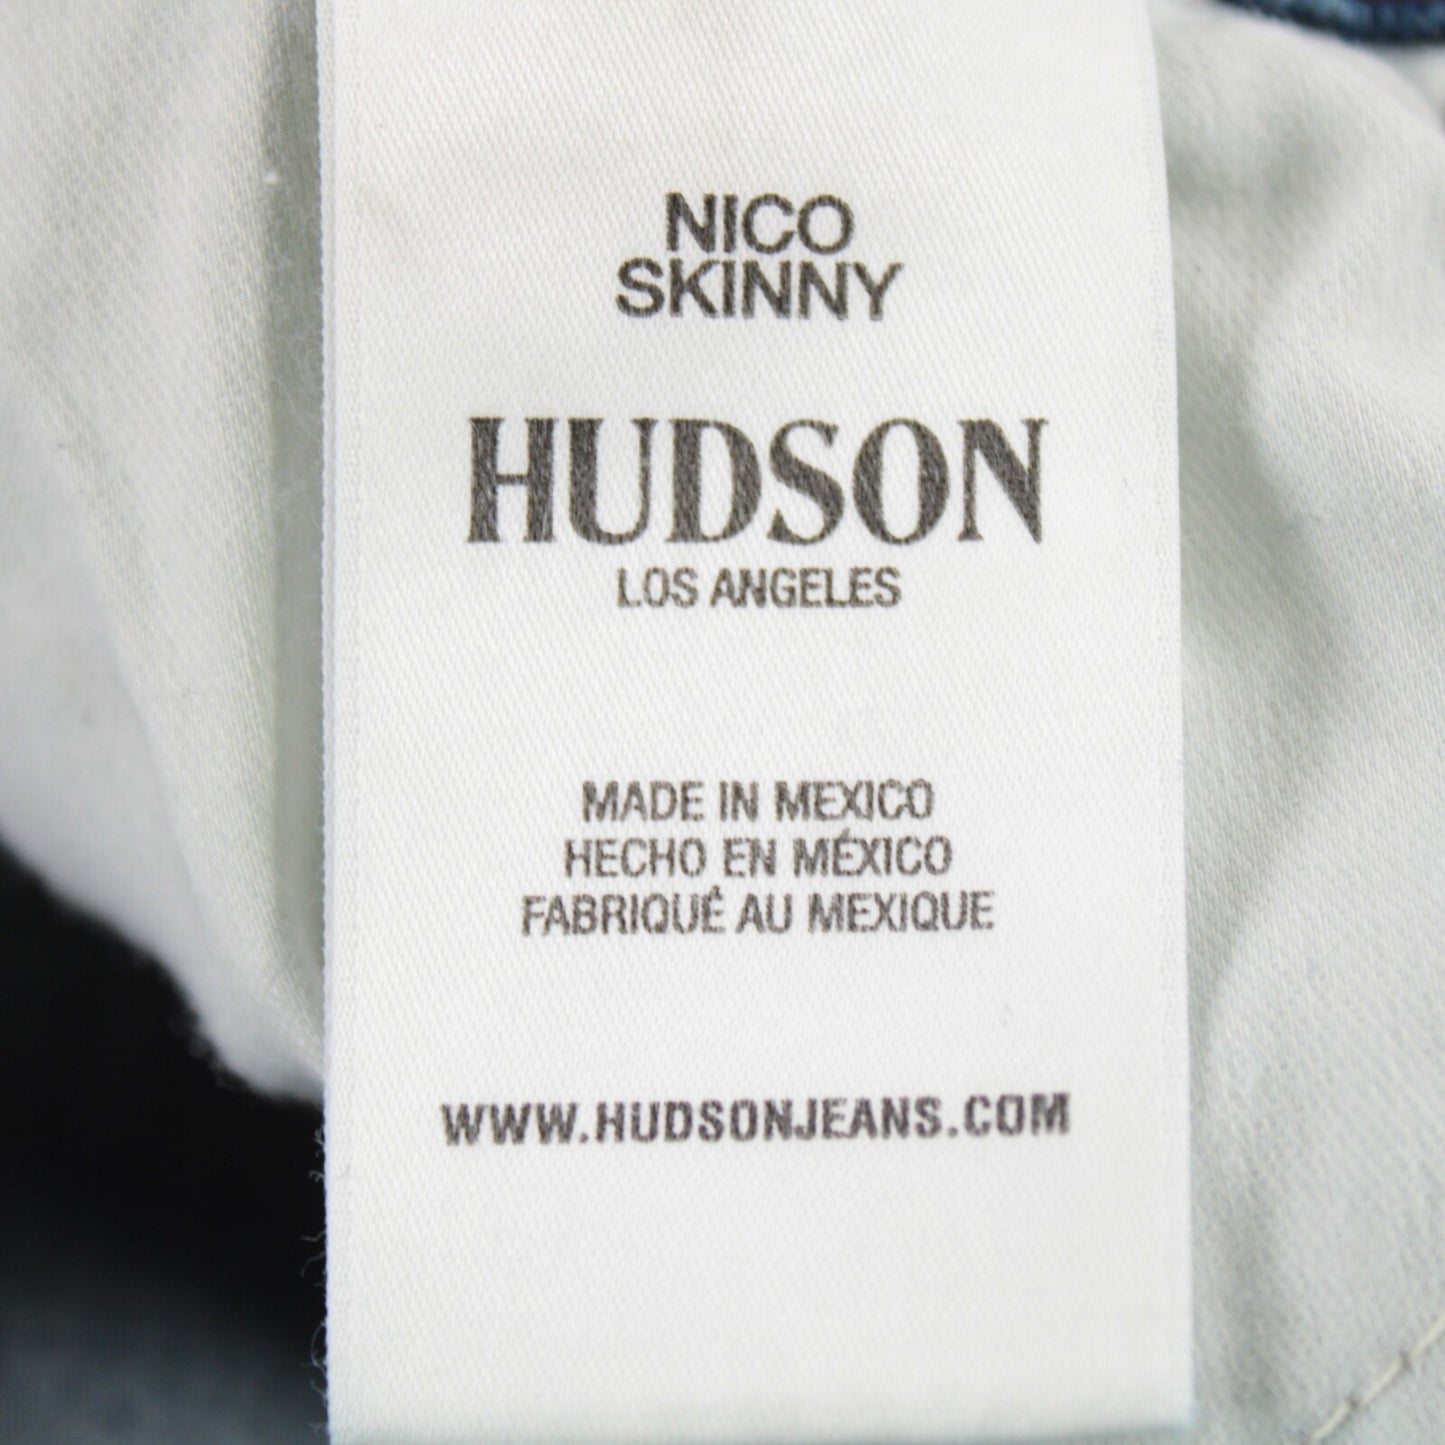 NICO
SKINNY
HUDSON
LOS ANGELES
MADE IN MEXICO
HECHO EN MÉXICO
FABRIQUÉ AU MEXIQUE
WWW.HUDSONJEANS.COM